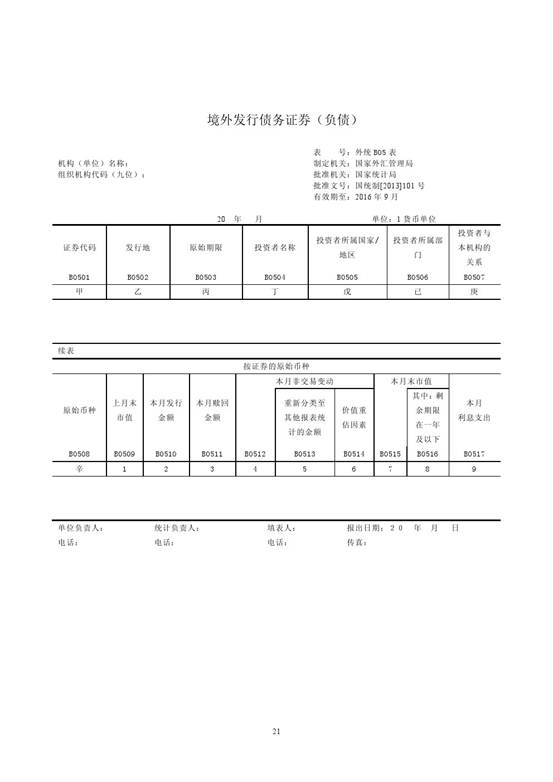 境外发行债务证券（负债）
表　　号：外统 B05 表
机构（单位）名称：　制定机关：国家外汇管理局
组织机构代码（九位）：　批准机关：国家统计局
批准文号：国统制[2013]101 号
有效期至：2016 年 9 月
20　年　月　单位：1 货币单位
证券代码　发行地　原始期限　投资者名称　投资者所属国家/地区　投资者所属部门　投资者与本机构的关系
B0501　B0502　B0503　B0504　B0505　B0506　B0507
甲　乙　丙　丁　戊　己　庚
续表
按证券的原始币种
原始币种　上月末市值　本月发行金额　本月赎回金额　本月非交易变动　重新分类至其他报表统计的金额　价值重估因素　本月末市值　其中：剩余期限在一年及以下　本月利息支出
B0508　B0509　B0510　B0511　B0512　B0513　B0514　B0515　B0516　B0517
辛　1　2　3　4　5　6　7　8　9
单位负责人：　统计负责人：　填表人：　报出日期：２０　年　月　日
电话：　电话：　电话：　传真：
21